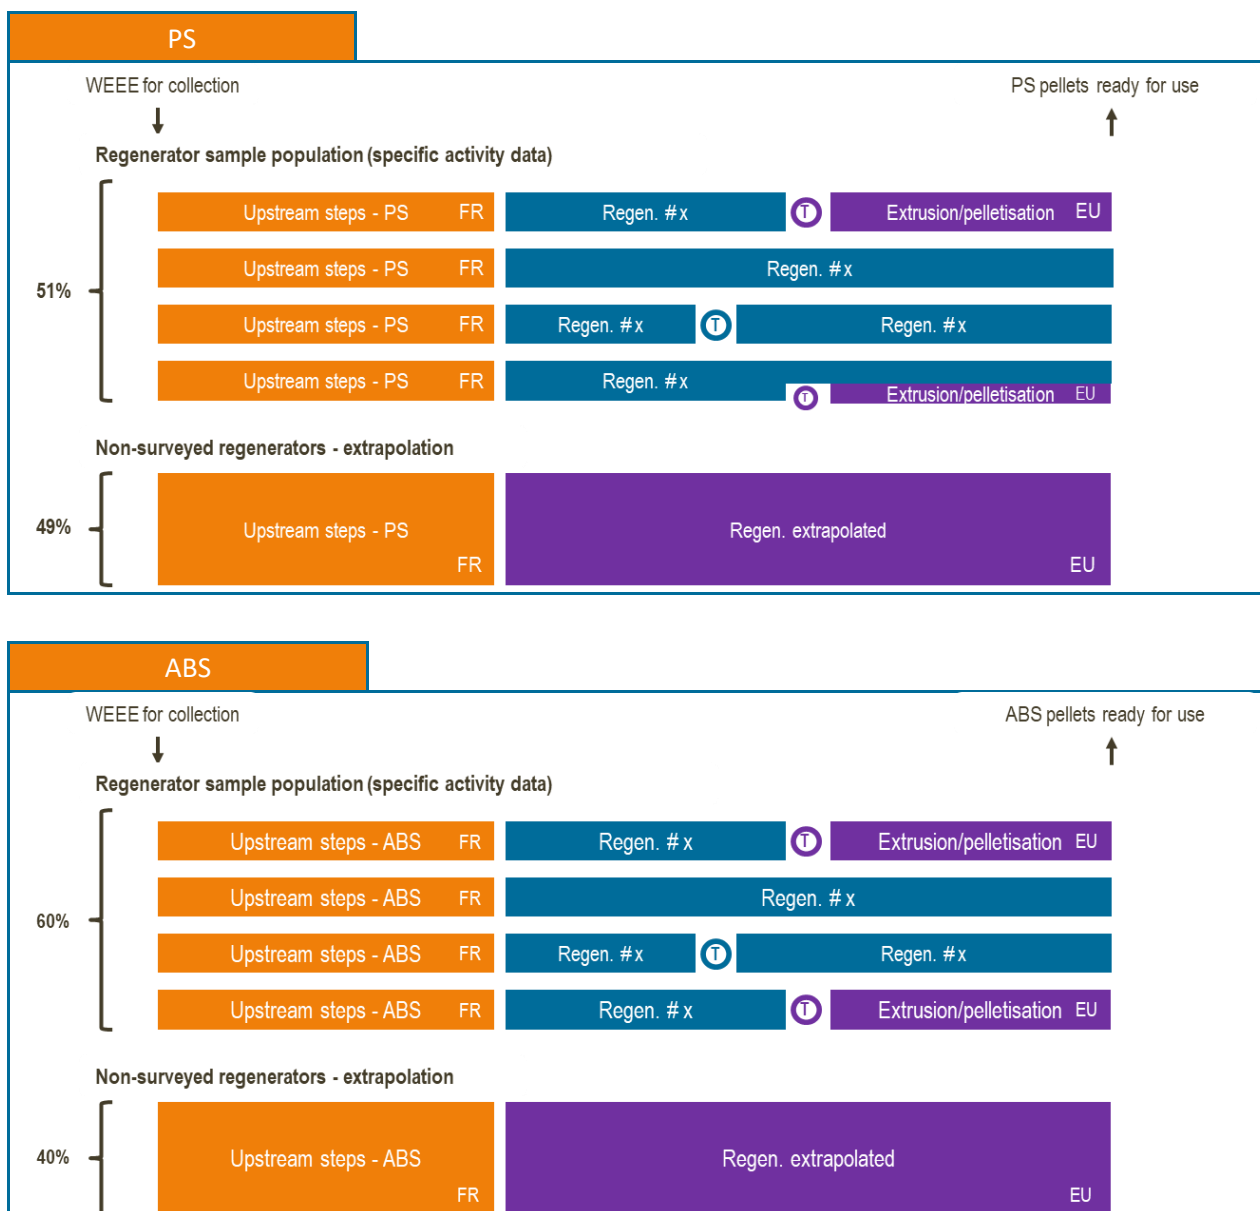 PS
WEEE for collection
PS pellets ready for use
Regenerator sample population (specific activity data)
51%
Upstream steps - PS FR Regen. # x T Extrusion/pelletisation EU
Upstream steps - PS FR Regen. # x
Upstream steps - PS FR Regen. # x T Regen. # x
Upstream steps - PS FR Regen. # x T Extrusion/pelletisation EU
Non-surveyed regenerators - extrapolation
49%
Upstream steps - PS FR Regen. extrapolated EU
ABS
WEEE for collection
ABS pellets ready for use
Regenerator sample population (specific activity data)
60%
Upstream steps - ABS FR Regen. # x T Extrusion/pelletisation EU
Upstream steps - ABS FR Regen. # x
Upstream steps - ABS FR Regen. # x T Regen. # x
Upstream steps - ABS FR Regen. # x T Extrusion/pelletisation EU
Non-surveyed regenerators - extrapolation
40%
Upstream steps - ABS FR Regen. extrapolated EU